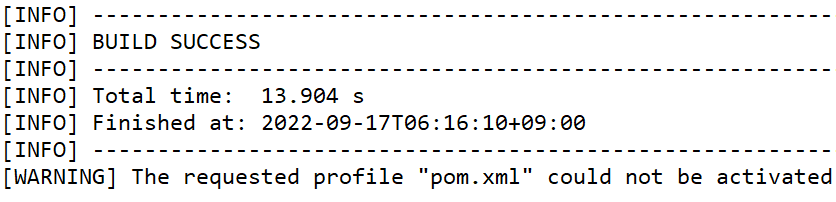 [INFO] ---------------------------------------------------------
[INFO] BUILD SUCCESS
[INFO] ---------------------------------------------------------
[INFO] Total time:  13.904 s
[INFO] Finished at: 2022-09-17T06:16:10+09:00
[INFO] ---------------------------------------------------------
[WARNING] The requested profile "pom.xml" could not be activated